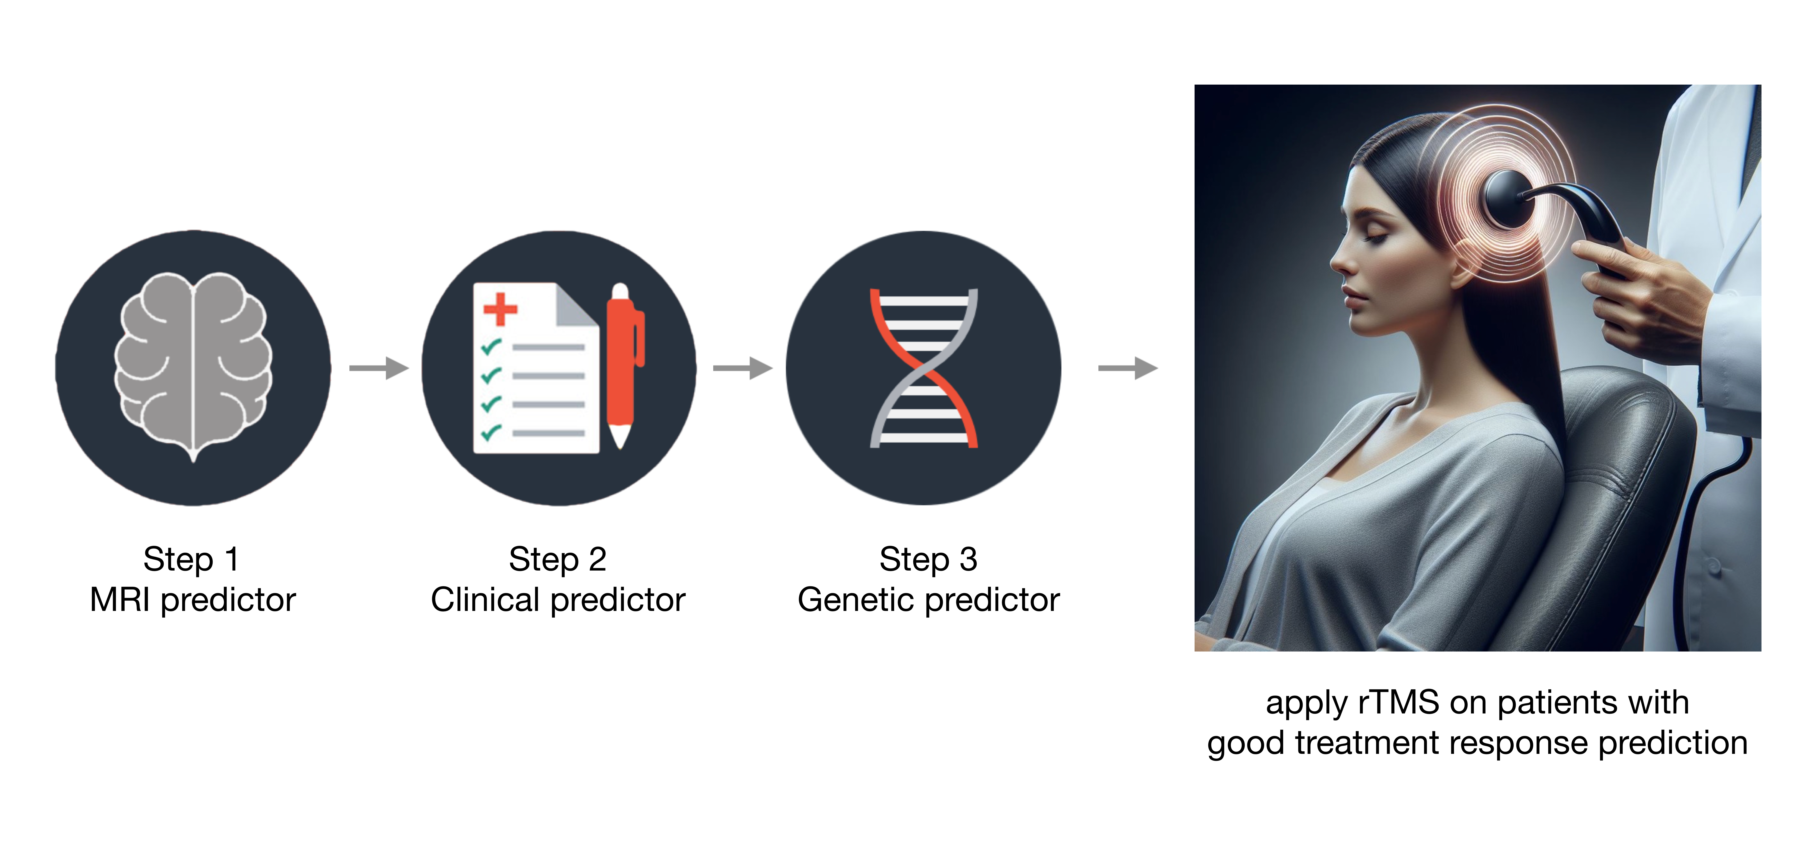 Step 1
MRI predictor
Step 2
Clinical predictor
Step 3
Genetic predictor
apply rTMS on patients with
good treatment response prediction